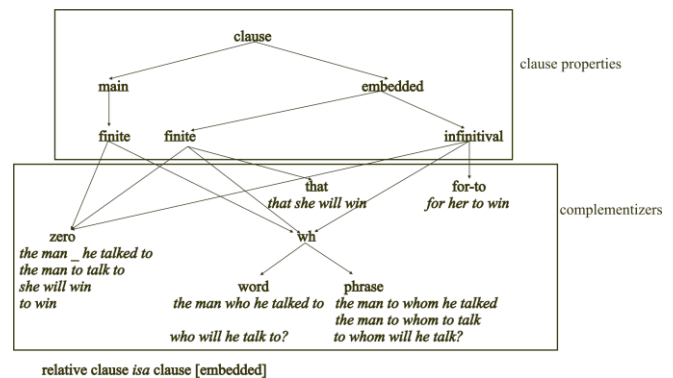 clause
clause properties
main
embedded
finite
finite
infinitival
that
that she will win
for-to
for her to win
complementizers
zero
the man _ he talked to
the man to talk to
she will win
to win
wh
word
the man who he talked to
who will he talk to?
phrase
the man to whom he talked
the man to whom to talk
to whom will he talk?
relative clause isa clause [embedded]